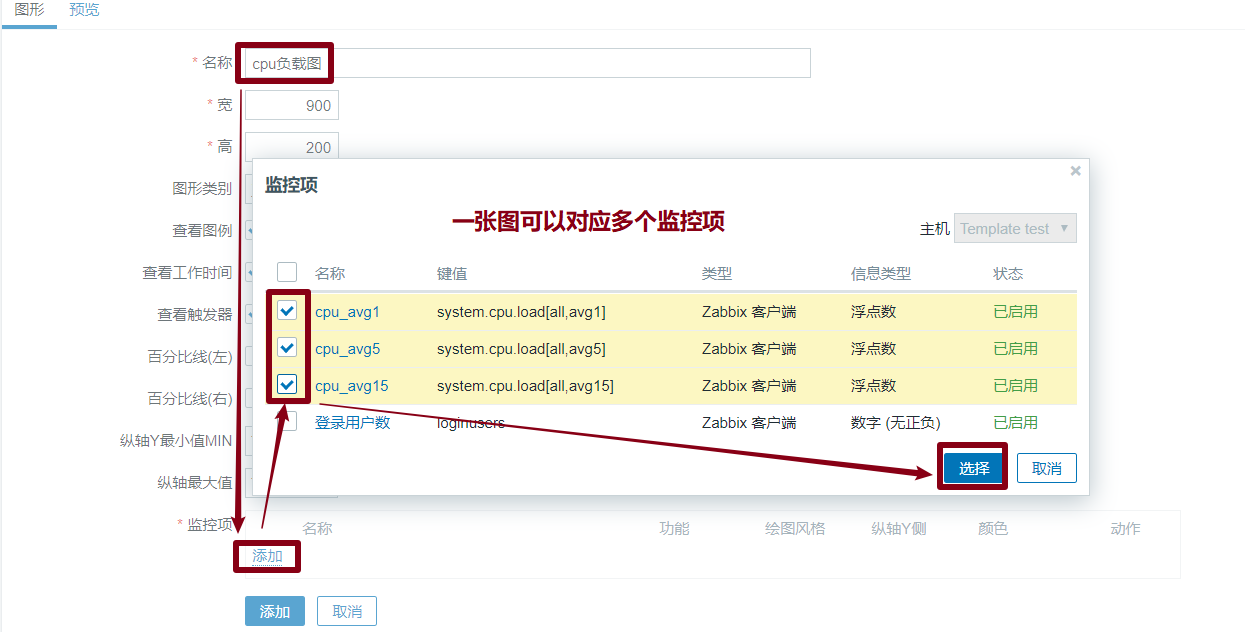 图形 预览
* 名称 cpu负载图
* 宽 900
* 高 200
图形类别
查看图例
查看工作时间
查看触发器
百分比线(左)
百分比线(右)
纵轴Y最小值MIN
纵轴最大值
监控项
一张图可以对应多个监控项
主机 Template test
名称 键值 类型 信息类型 状态
cpu_avg1 system.cpu.load[all,avg1] Zabbix 客户端 浮点数 已启用
cpu_avg5 system.cpu.load[all,avg5] Zabbix 客户端 浮点数 已启用
cpu_avg15 system.cpu.load[all,avg15] Zabbix 客户端 浮点数 已启用
登录用户数 loginusers Zabbix 客户端 数字 (无正负) 已启用
选择 取消
* 监控项 名称 功能 绘图风格 纵轴Y侧 颜色 动作
添加
添加 取消